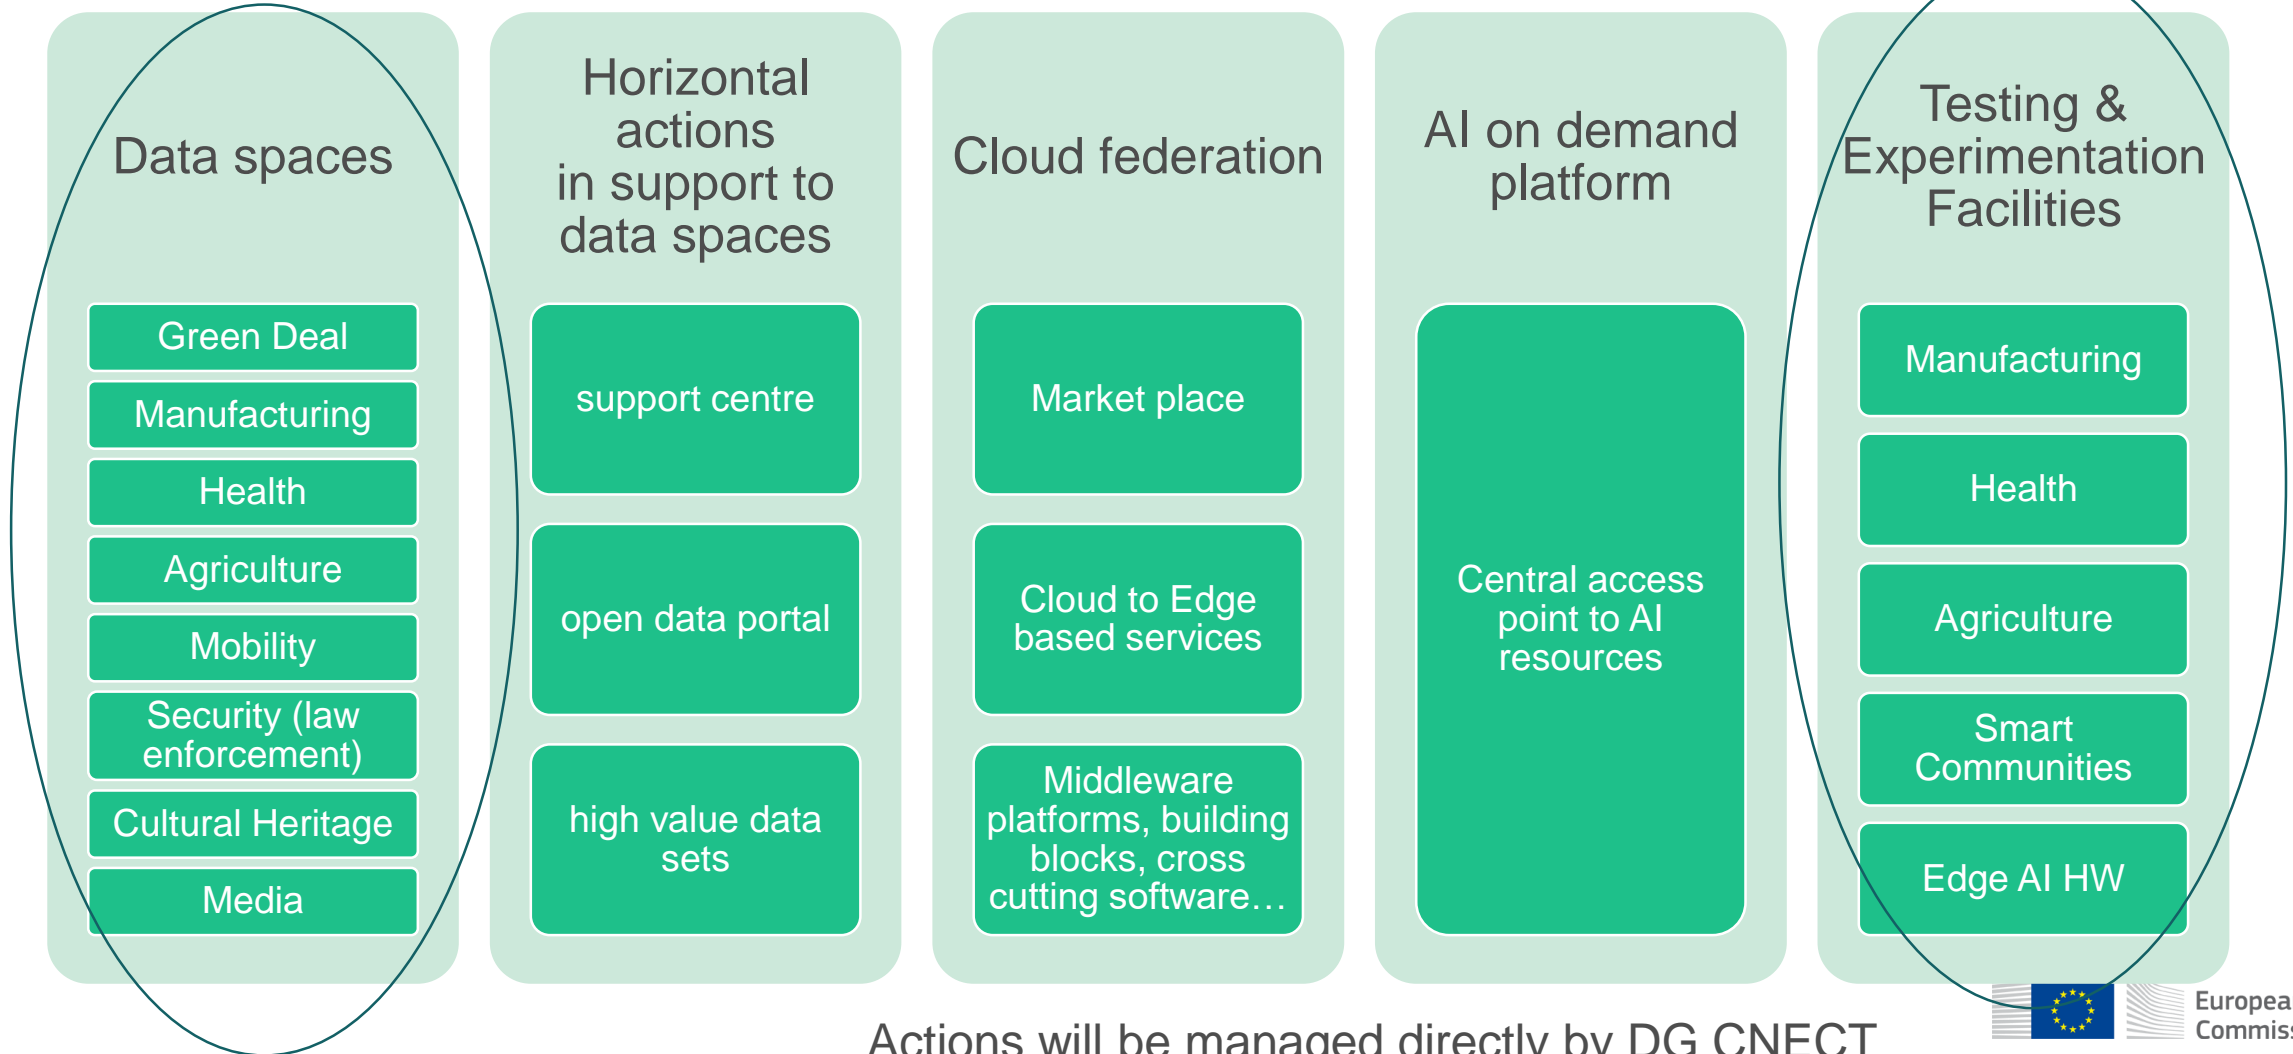 Data spaces
Green Deal
Manufacturing
Health
Agriculture
Mobility
Security (law
enforcement)
Cultural Heritage
Media
Horizontal
actions
in support to
data spaces
support centre
open data portal
high value data
sets
Cloud federation
Market place
Cloud to Edge
based services
Middleware
platforms, building
blocks, cross
cutting software…
AI on demand
platform
Central access
point to AI
resources
Testing &
Experimentation
Facilities
Manufacturing
Health
Agriculture
Smart
Communities
Edge AI HW
Actions will be managed directly by DG CNECT
Europea
Commiss